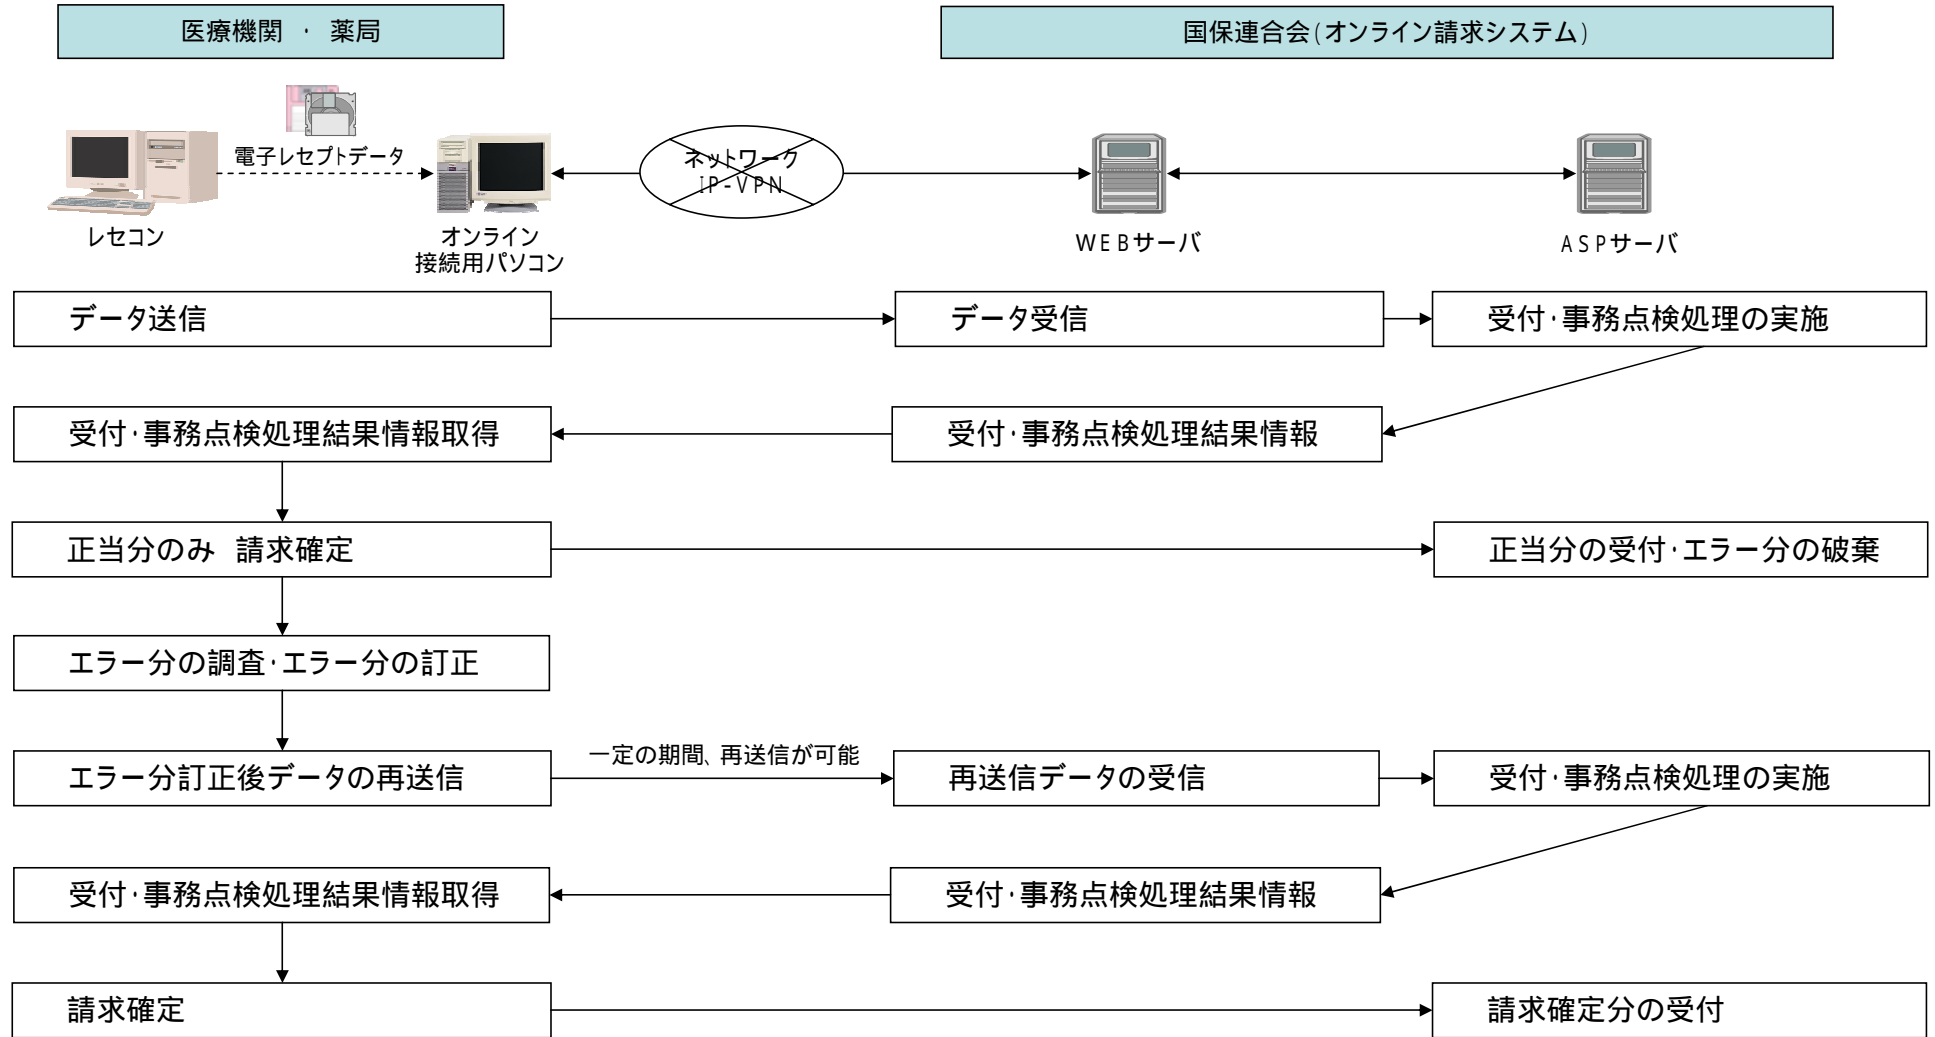 医療機関 ・ 薬局
国保連合会(オンライン請求システム)
電子レセプトデータ
ネットワーク
IP-VPN
レセコン
オンライン
接続用パソコン
WEBサーバ
ASPサーバ
データ送信
データ受信
受付・事務点検処理の実施
受付・事務点検処理結果情報取得
受付・事務点検処理結果情報
正当分のみ 請求確定
正当分の受付・エラー分の破棄
エラー分の調査・エラー分の訂正
エラー分訂正後データの再送信
一定の期間、再送信が可能
再送信データの受信
受付・事務点検処理の実施
受付・事務点検処理結果情報取得
受付・事務点検処理結果情報
請求確定
請求確定分の受付